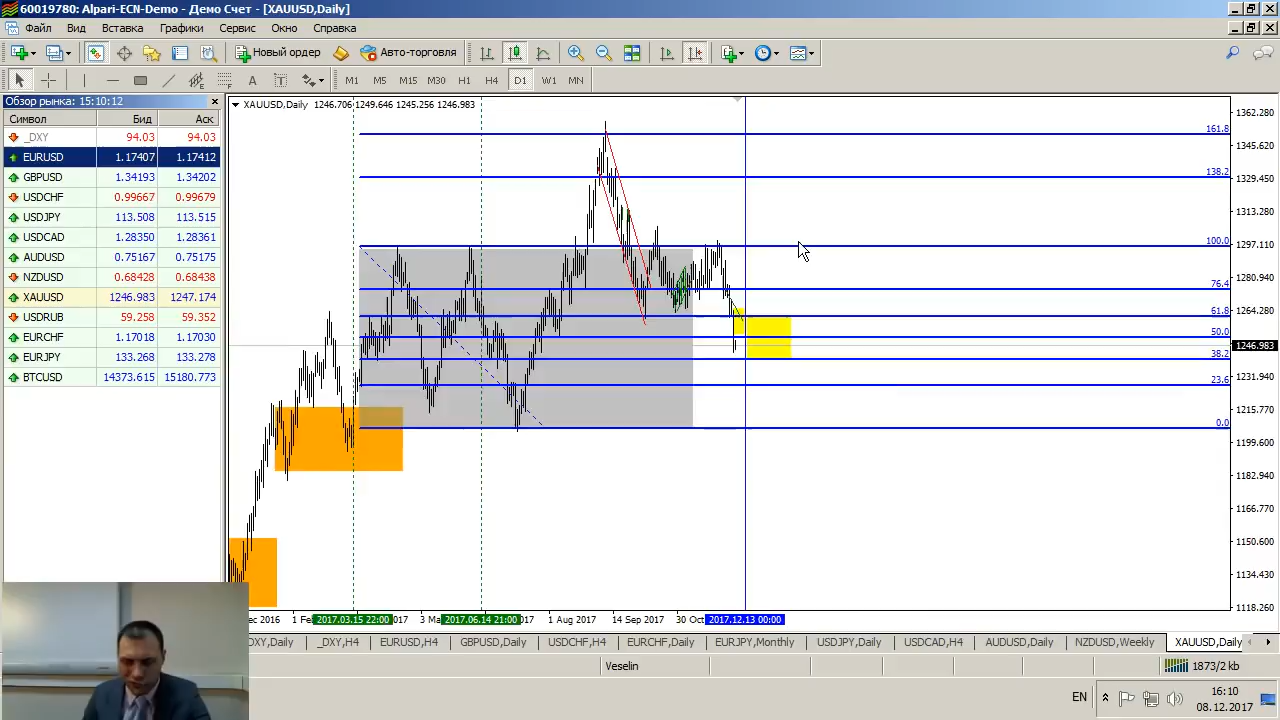 60019780: Alpari-ECN-Demo - Демо Счет - [XAUUSD,Daily]
Файл Вид Вставка Графики Сервис Окно Справка
Новый ордер Авто-торговля
A T M1 M5 M15 M30 H1 H4 D1 W1 MN
Обзор рынка: 15:10:12
Символ Бид Аск
_DXY 94.03 94.03
EURUSD 1.17407 1.17412
GBPUSD 1.34193 1.34202
USDCHF 0.99667 0.99679
USDJPY 113.508 113.515
USDCAD 1.28350 1.28361
AUDUSD 0.75167 0.75175
NZDUSD 0.68428 0.68438
XAUUSD 1246.983 1247.174
USDRUB 59.258 59.352
EURCHF 1.17018 1.17030
EURJPY 133.268 133.278
BTCUSD 14373.615 15180.773
XAUUSD,Daily 1246.706 1249.646 1245.256 1246.983
161.8
138.2
100.0
76.4
61.8
50.0
38.2
23.6
0.0
1362.280
1345.620
1329.450
1313.280
1297.110
1280.940
1264.280
1246.983
1231.940
1215.770
1199.600
1182.940
1166.770
1150.600
1134.430
1118.260
ec 2016 1 Fe 2017.03.15 22:00 017 3 Ma 2017.06.14 21:00 017 1 Aug 2017 14 Sep 2017 30 Oct 2017.12.13 00:00
DXY,Daily _DXY,H4 EURUSD,H4 GBPUSD,Daily USDCHF,H4 EURCHF,Daily EURJPY,Monthly USDJPY,Daily USDCAD,H4 AUDUSD,Daily NZDUSD,Weekly XAUUSD,Daily
Veselin 1873/2 kb
EN 16:10
08.12.2017